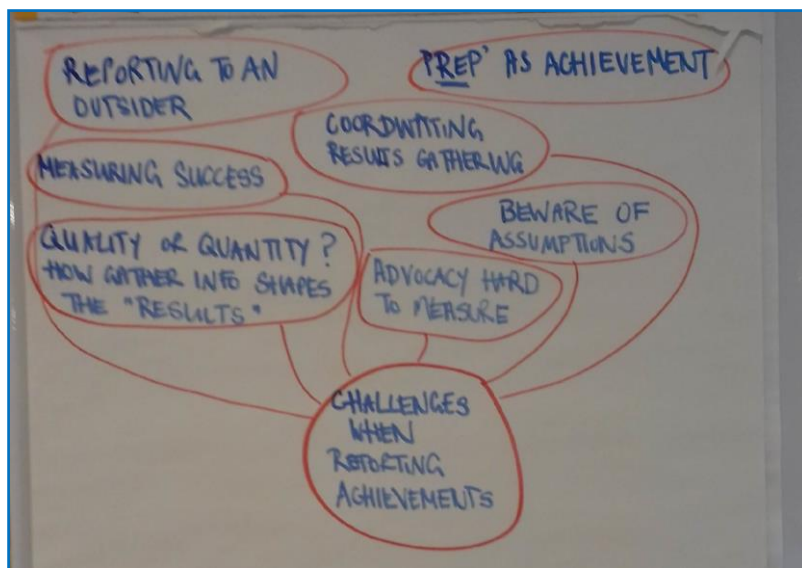 REPORTING TO AN
OUTSIDER
PREP' AS ACHIEVEMENT
COORDINATING
RESULTS GATHERING
MEASURING SUCCESS
BEWARE OF
ASSUMPTIONS
QUALITY OR QUANTITY?
HOW GATHER INFO SHAPES
THE "RESULTS"
ADVOCACY HARD
TO MEASURE
CHALLENGES
WHEN
REPORTING
ACHIEVEMENTS